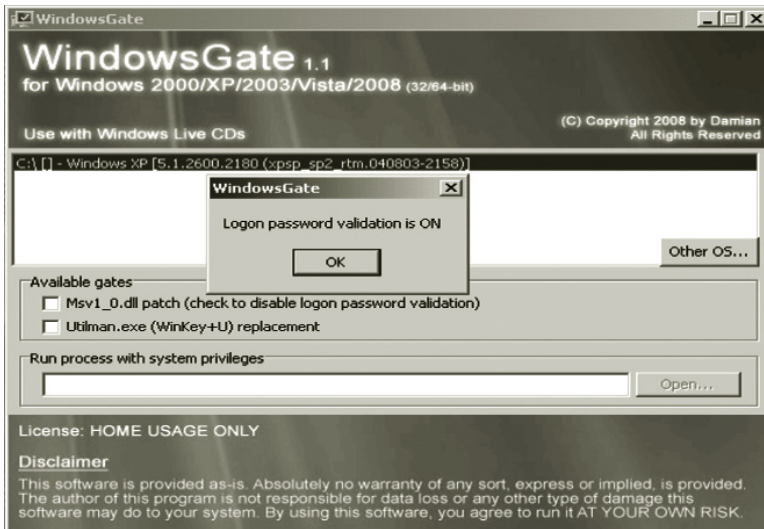 WindowsGate
WindowsGate 1.1
for Windows 2000/XP/2003/Vista/2008 (32/64-bit)
Use with Windows Live CDs
(C) Copyright 2008 by Damian
All Rights Reserved
C:\ [] - Windows XP [5.1.2600.2180 (xpsp_sp2_rtm.040803-2158)]
WindowsGate
Logon password validation is ON
OK
Other OS...
Available gates
Msv1_0.dll patch (check to disable logon password validation)
Utilman.exe (WinKey+U) replacement
Run process with system privileges
Open...
License: HOME USAGE ONLY
Disclaimer
This software is provided as-is. Absolutely no warranty of any sort, express or implied, is provided.
The author of this program is not responsible for data loss or any other type of damage this
software may do to your system. By using this software, you agree to run it AT YOUR OWN RISK.